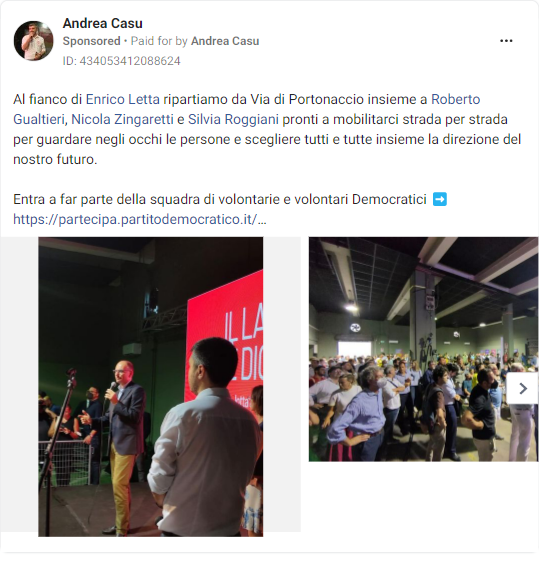 Andrea Casu
Sponsored • Paid for by Andrea Casu
ID: 434053412088624
Al fianco di Enrico Letta ripartiamo da Via di Portonaccio insieme a Roberto
Gualtieri, Nicola Zingaretti e Silvia Roggiani pronti a mobilitarci strada per strada
per guardare negli occhi le persone e scegliere tutti e tutte insieme la direzione del
nostro futuro.
Entra a far parte della squadra di volontarie e volontari Democratici ➡️
https://partecipa.partitodemocratico.it/...
IL LA
E DIG